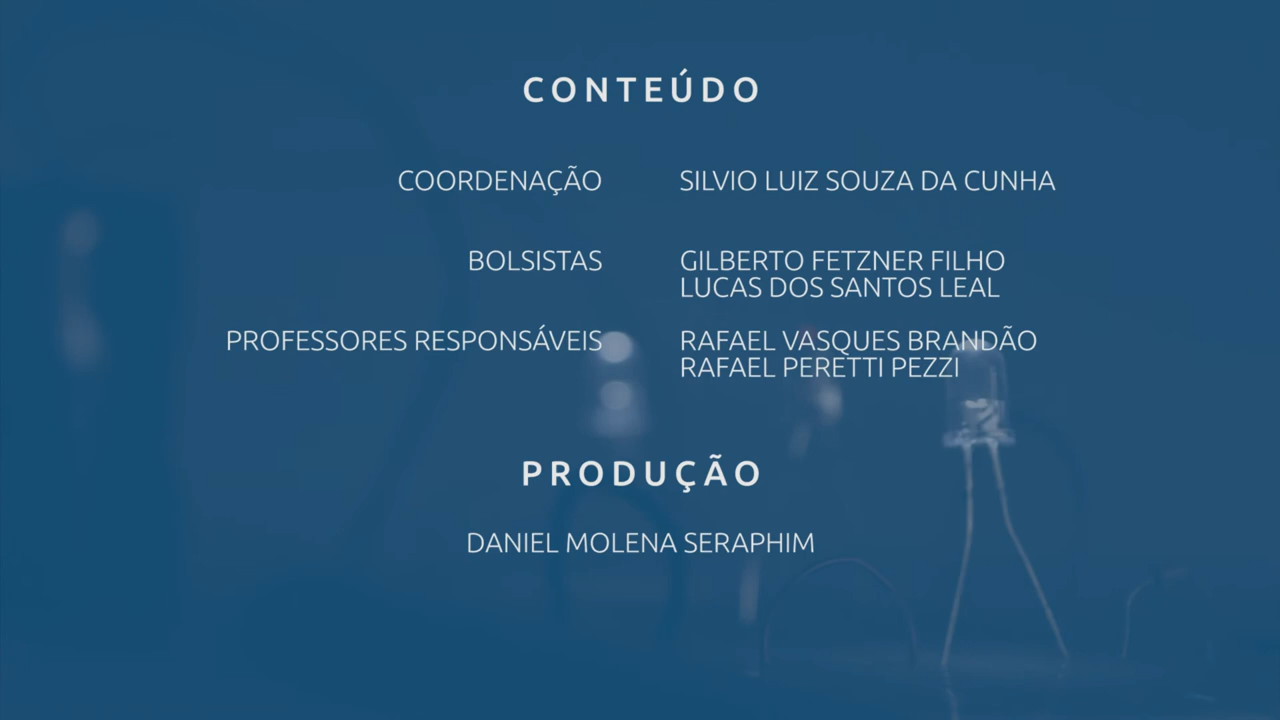 CONTEÚDO
COORDENAÇÃO SILVIO LUIZ SOUZA DA CUNHA
BOLSISTAS GILBERTO FETZNER FILHO
LUCAS DOS SANTOS LEAL
PROFESSORES RESPONSÁVEIS RAFAEL VASQUES BRANDÃO
RAFAEL PERETTI PEZZI
PRODUÇÃO
DANIEL MOLENA SERAPHIM